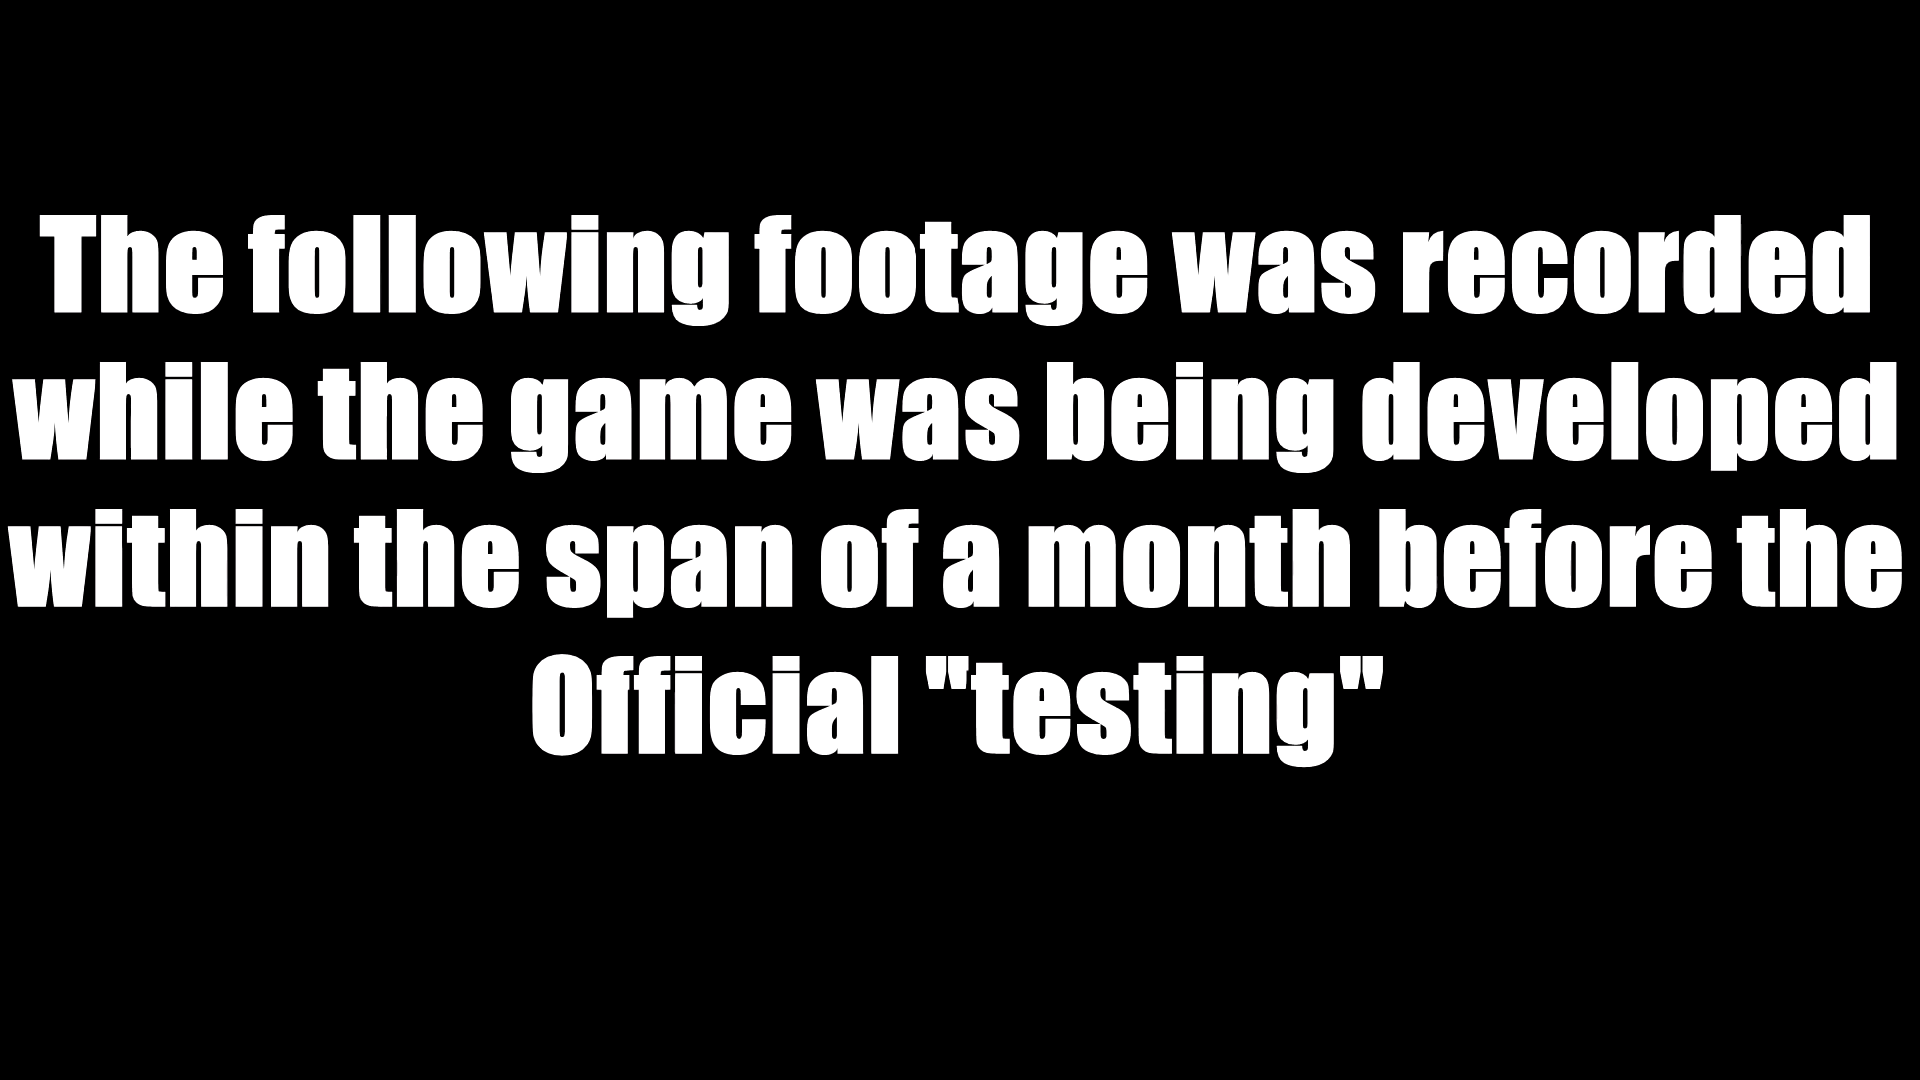 The following footage was recorded
while the game was being developed
within the span of a month before the
Official "testing"